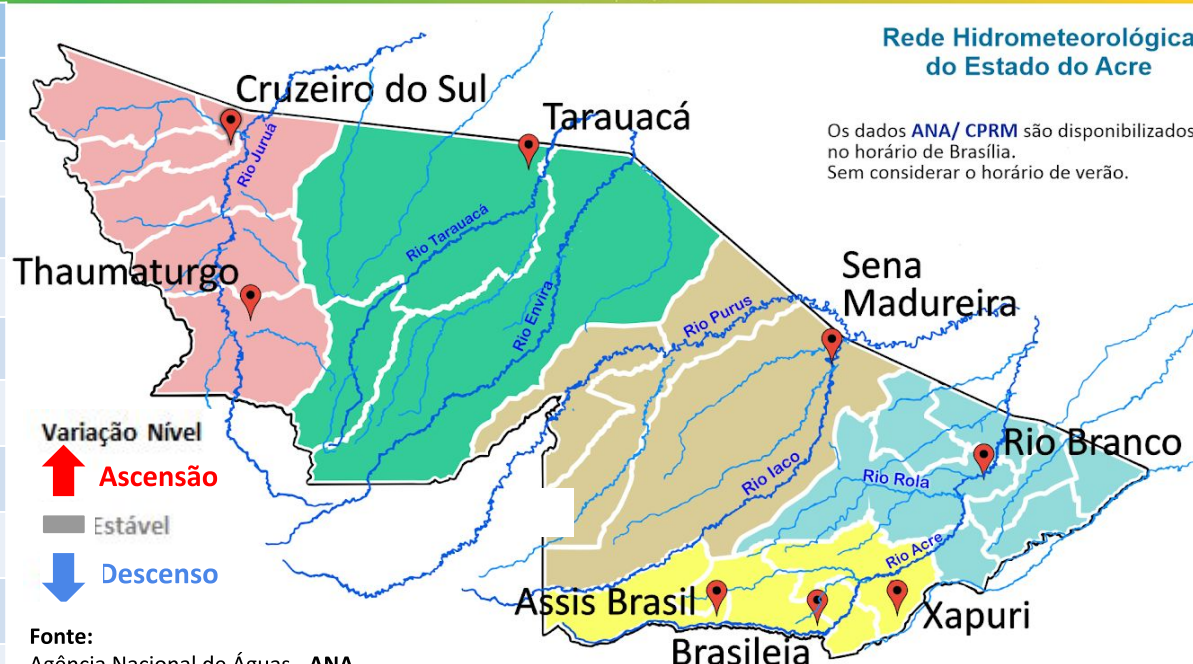 Rede Hidrometeorológica
do Estado do Acre
Os dados ANA/ CPRM são disponibilizados
no horário de Brasília.
Sem considerar o horário de verão.
Cruzeiro do Sul
Tarauacá
Rio Juruá
Rio Tarauacá
Thaumaturgo
Rio Envira
Sena
Madureira
Rio Purus
Variação Nível
Ascensão
Estável
Descenso
Rio Branco
Rio Iaco
Rio Rola
Rio Acre
Assis Brasil
Xapuri
Brasileia
Fonte:
Agência Nacional de Águas - ANA